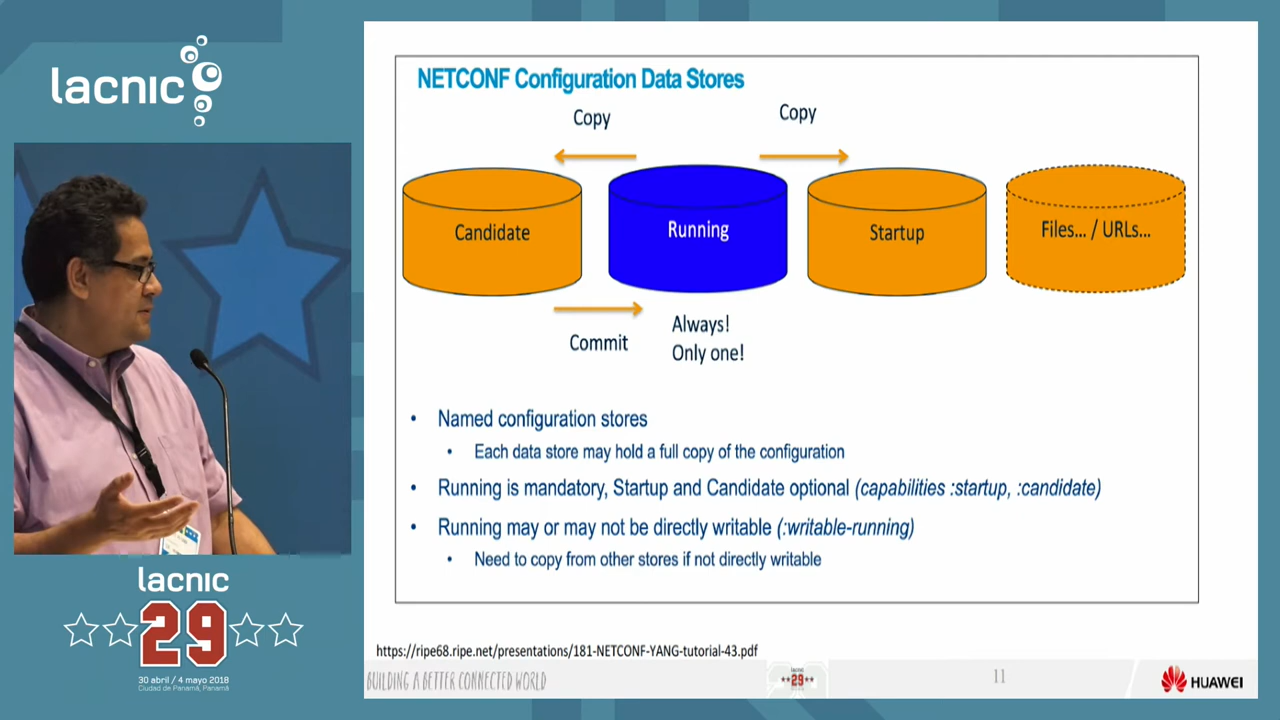 lacnic
NETCONF Configuration Data Stores
Copy
Copy
Candidate
Running
Startup
Files... / URLs...
Commit
Always!
Only one!
• Named configuration stores
• Each data store may hold a full copy of the configuration
• Running is mandatory, Startup and Candidate optional (capabilities :startup, :candidate)
• Running may or may not be directly writable (:writable-running)
• Need to copy from other stores if not directly writable
https://ripe68.ripe.net/presentations/181-NETCONF-YANG-tutorial-43.pdf
BUILDING A BETTER CONNECTED WORLD
lacnic
29
11
HUAWEI
lacnic
29
30 abril / 4 mayo 2018
Ciudad de Panamá, Panamá